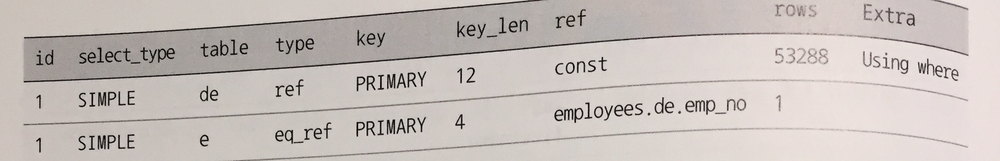 id select_type table type key key_len ref rows Extra
1 SIMPLE de ref PRIMARY 12 const 53288 Using where
1 SIMPLE e eq_ref PRIMARY 4 employees.de.emp_no 1